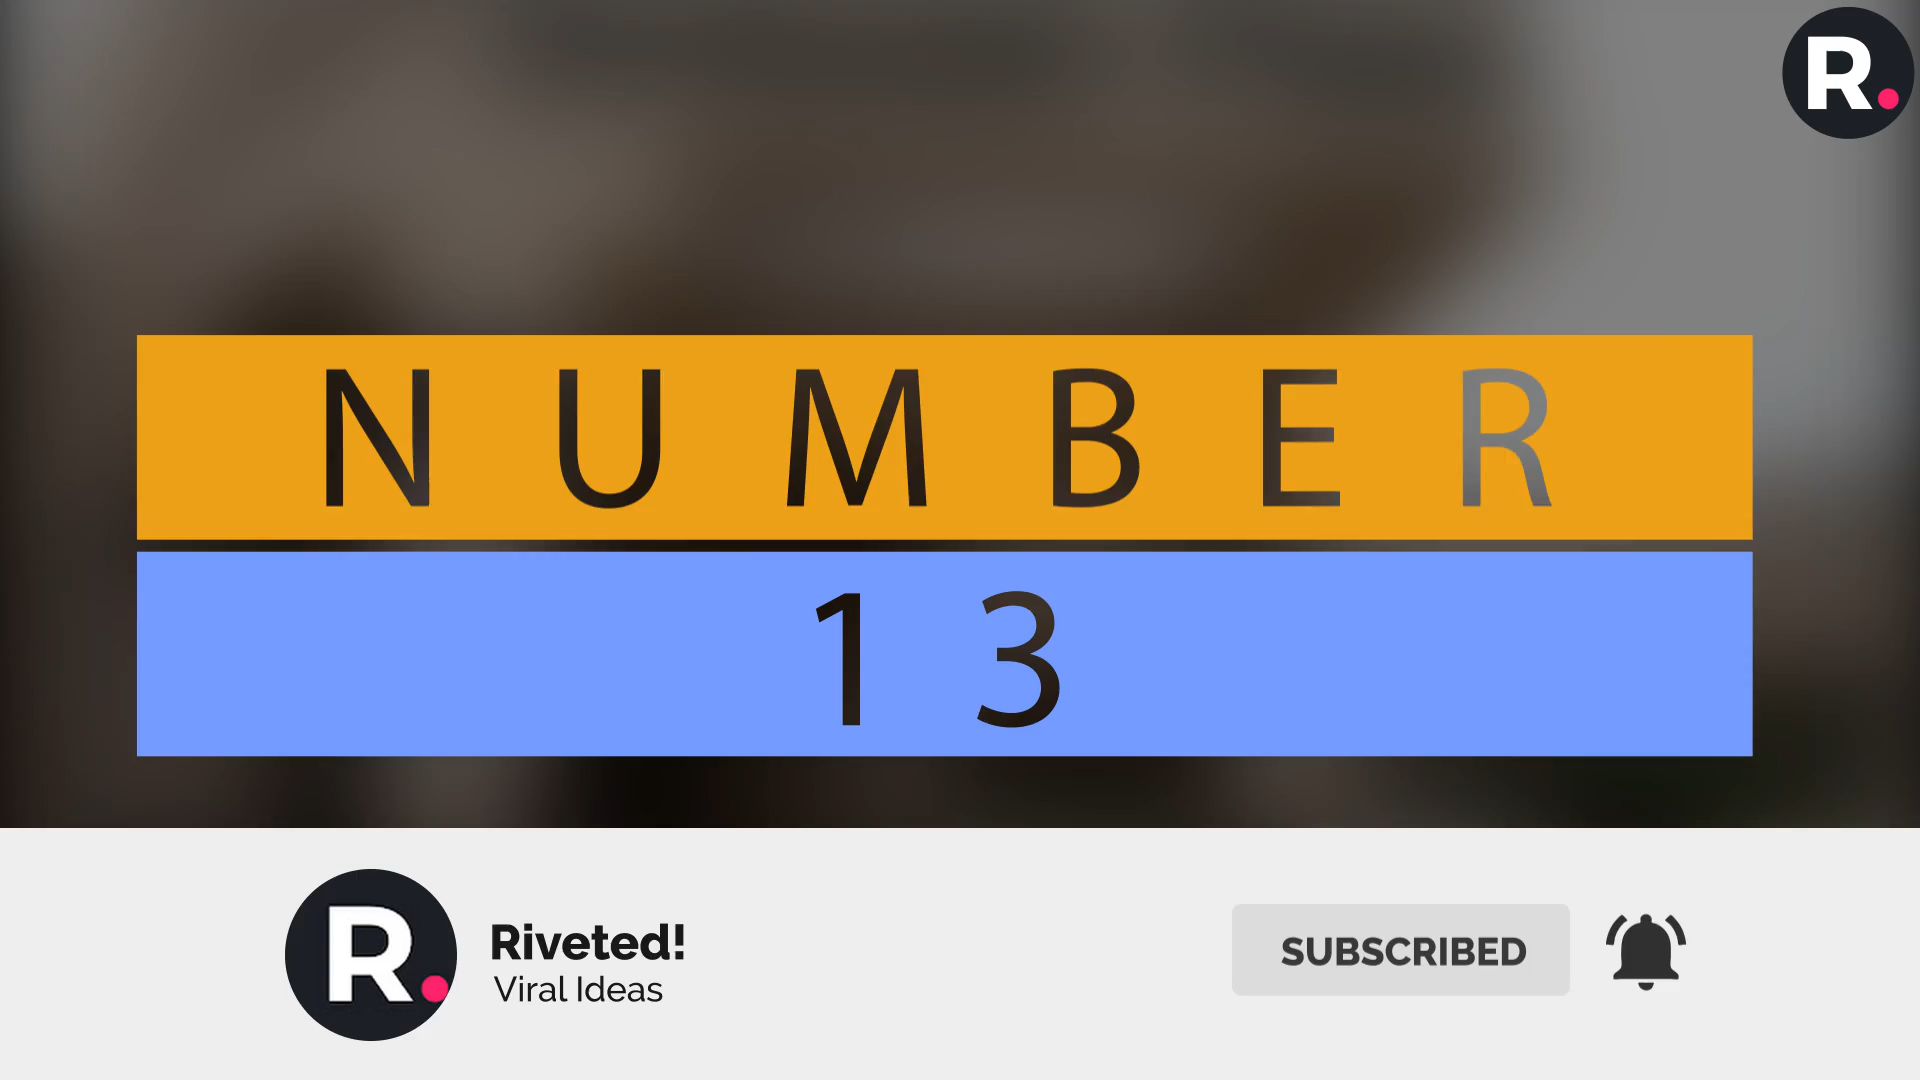 R.
NUMBER
13
R.
Riveted!
Viral Ideas
SUBSCRIBED